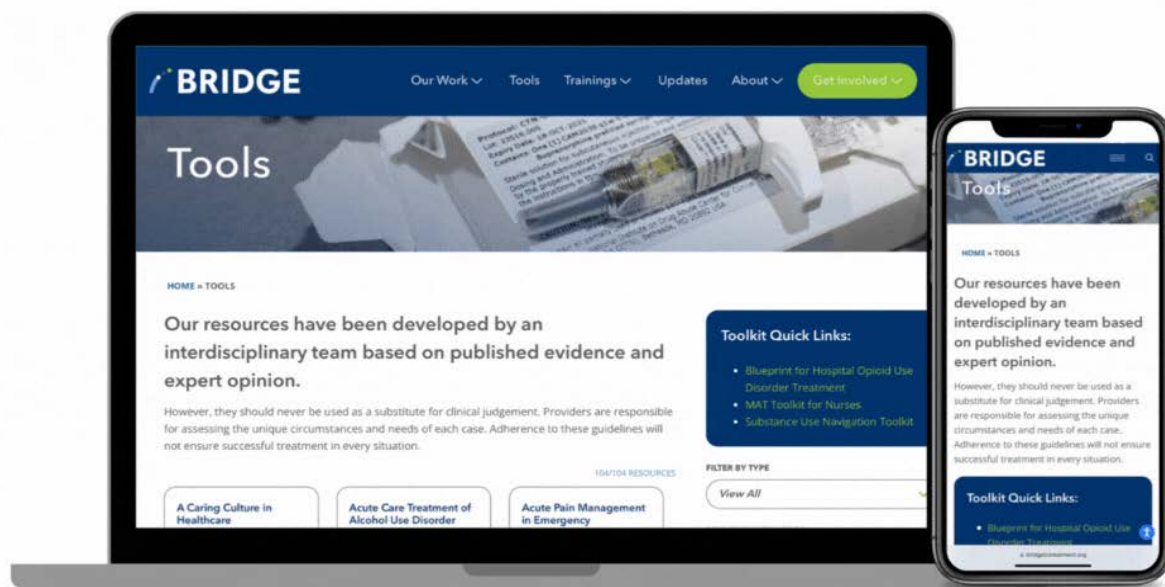 BRIDGE
Our Work
Tools
Trainings
Updates
About
Get Involved
Tools
HOME » TOOLS
Our resources have been developed by an
interdisciplinary team based on published evidence and
expert opinion.
However, they should never be used as a substitute for clinical judgement. Providers are responsible
for assessing the unique circumstances and needs of each case. Adherence to these guidelines will
not ensure successful treatment in every situation.
104/104 RESOURCES
A Caring Culture in
Healthcare
Acute Care Treatment of
Alcohol Use Disorder
Acute Pain Management
in Emergency
Toolkit Quick Links:
• Blueprint for Hospital Opioid Use
Disorder Treatment
• MAT Toolkit for Nurses
• Substance Use Navigation Toolkit
FILTER BY TYPE
View All
BRIDGE
Tools
HOME » TOOLS
Our resources have been
developed by an
interdisciplinary team based
on published evidence and
expert opinion.
However, they should never be used as a
substitute for clinical judgement. Providers
are responsible for assessing the unique
circumstances and needs of each case.
Adherence to these guidelines will not ensure
successful treatment in every situation.
Toolkit Quick Links:
• Blueprint for Hospital Opioid Use
Disorder Treatment